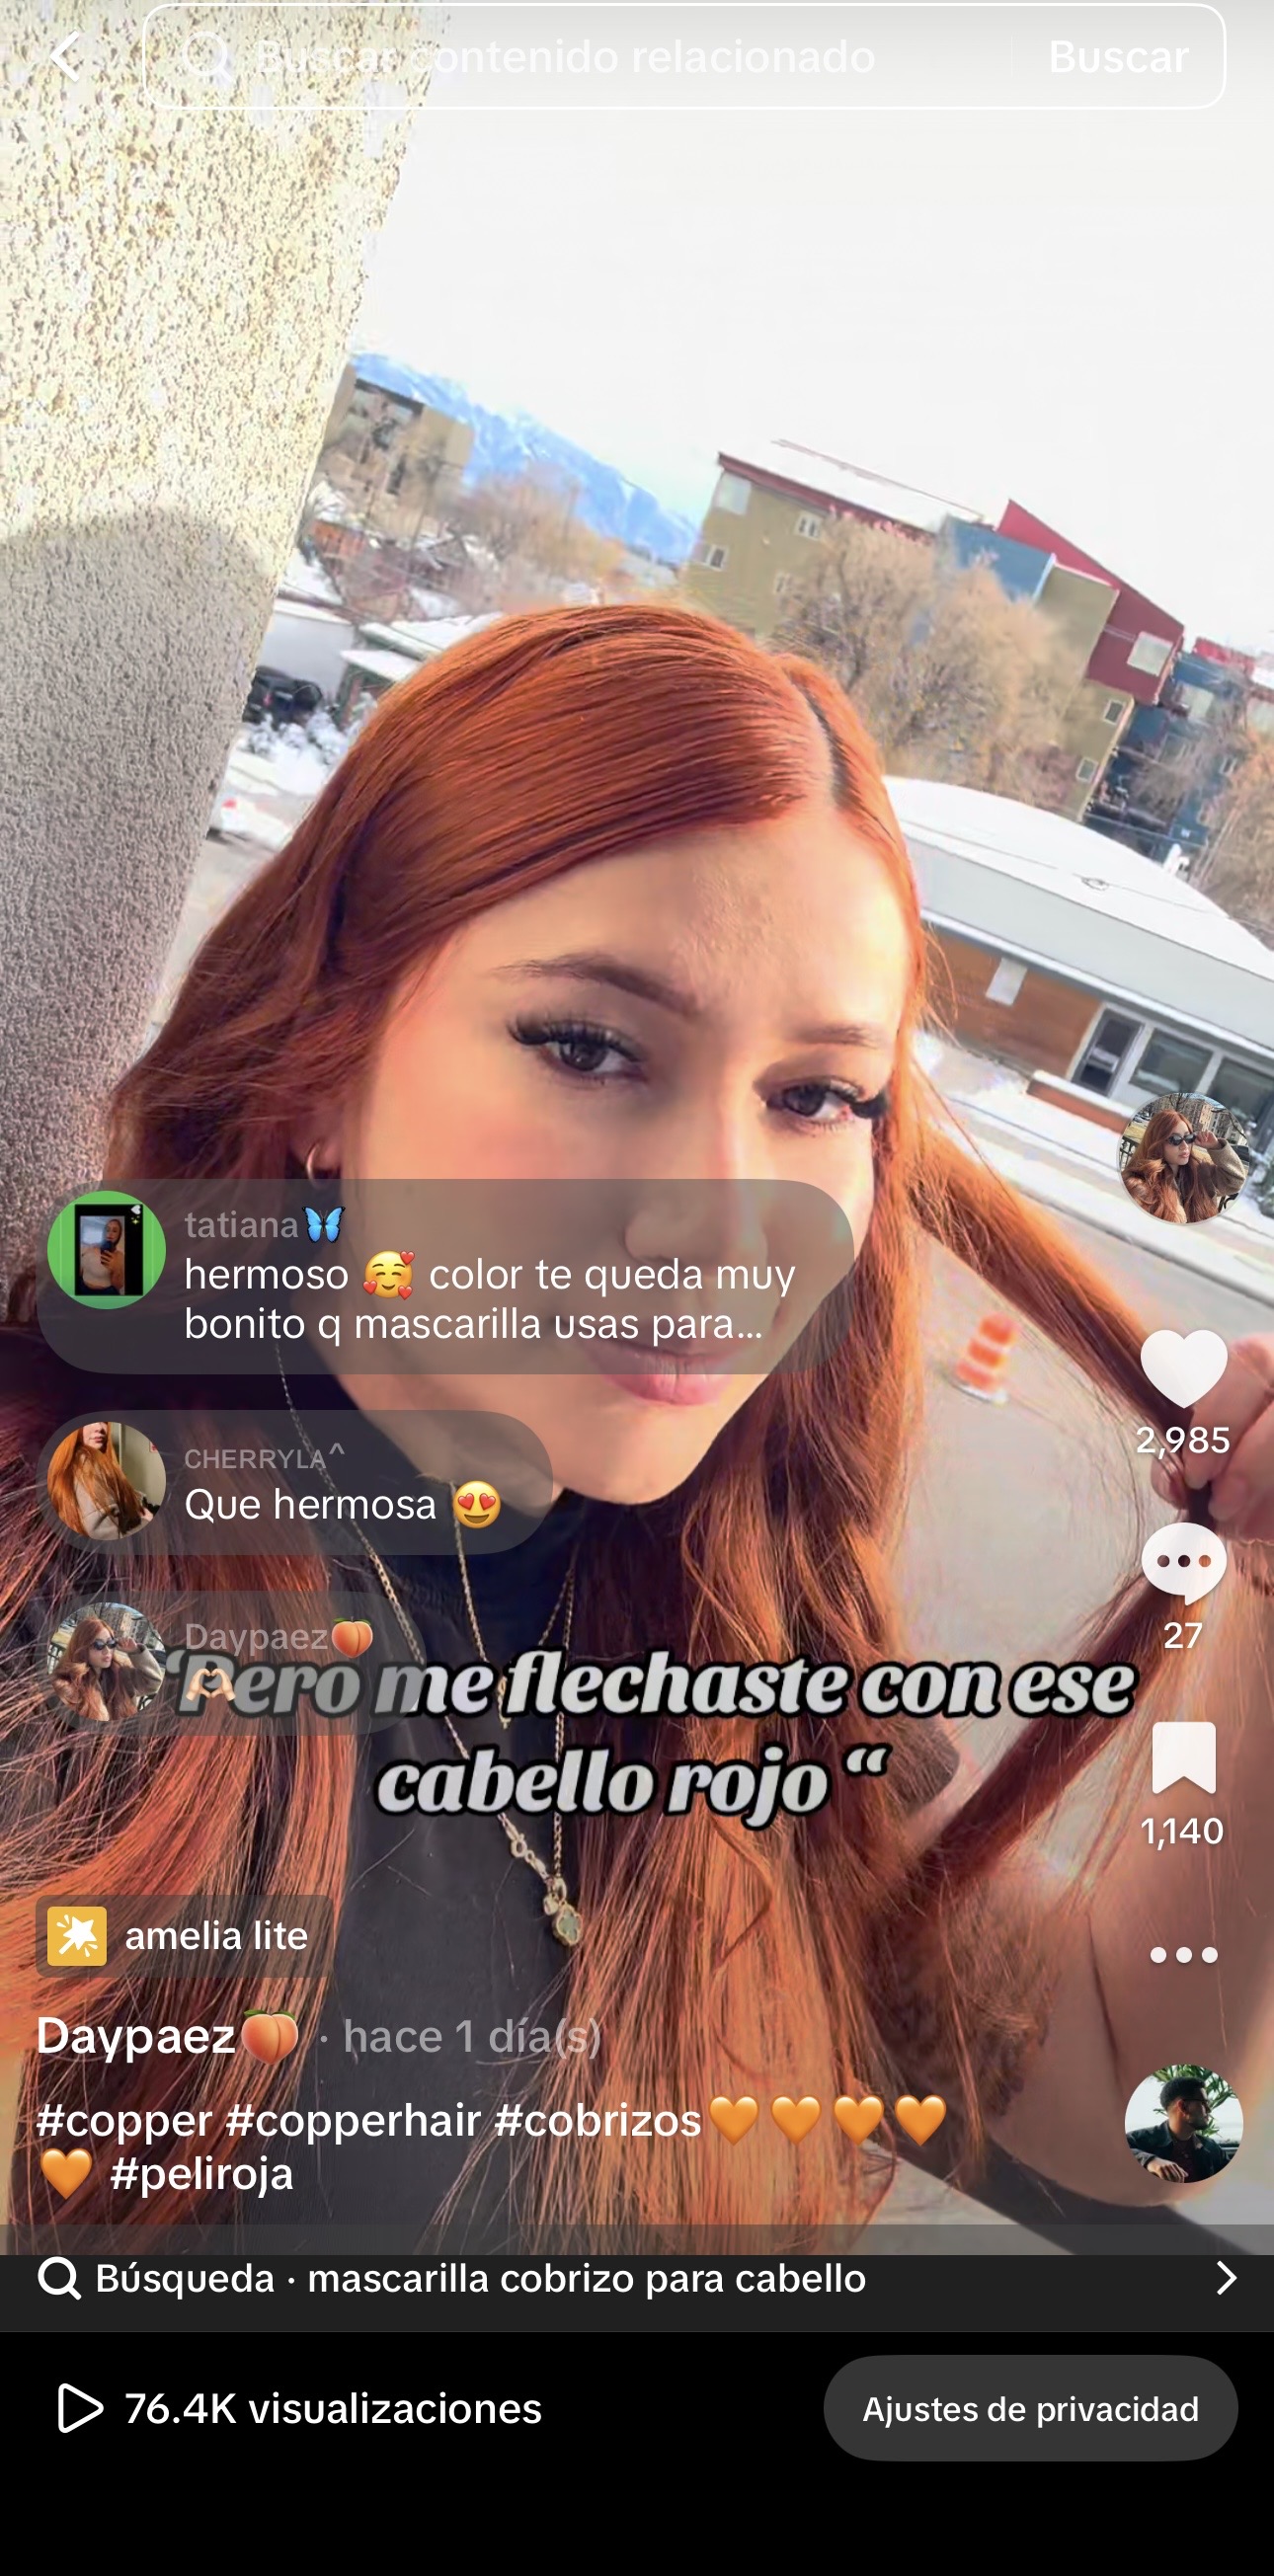 Buscar contenido relacionado
Buscar
tatiana🦋
hermoso 🥰 color te queda muy
bonito q mascarilla usas para...
CHERRYLA^
Que hermosa 😍
Daypaez🍑
🫶🏼
“Pero me flechaste con ese
cabello rojo “
2,985
27
1,140
amelia lite
Daypaez🍑 · hace 1 día(s)
#copper #copperhair #cobrizos🧡🧡🧡🧡
🧡 #peliroja
Búsqueda · mascarilla cobrizo para cabello
76.4K visualizaciones
Ajustes de privacidad